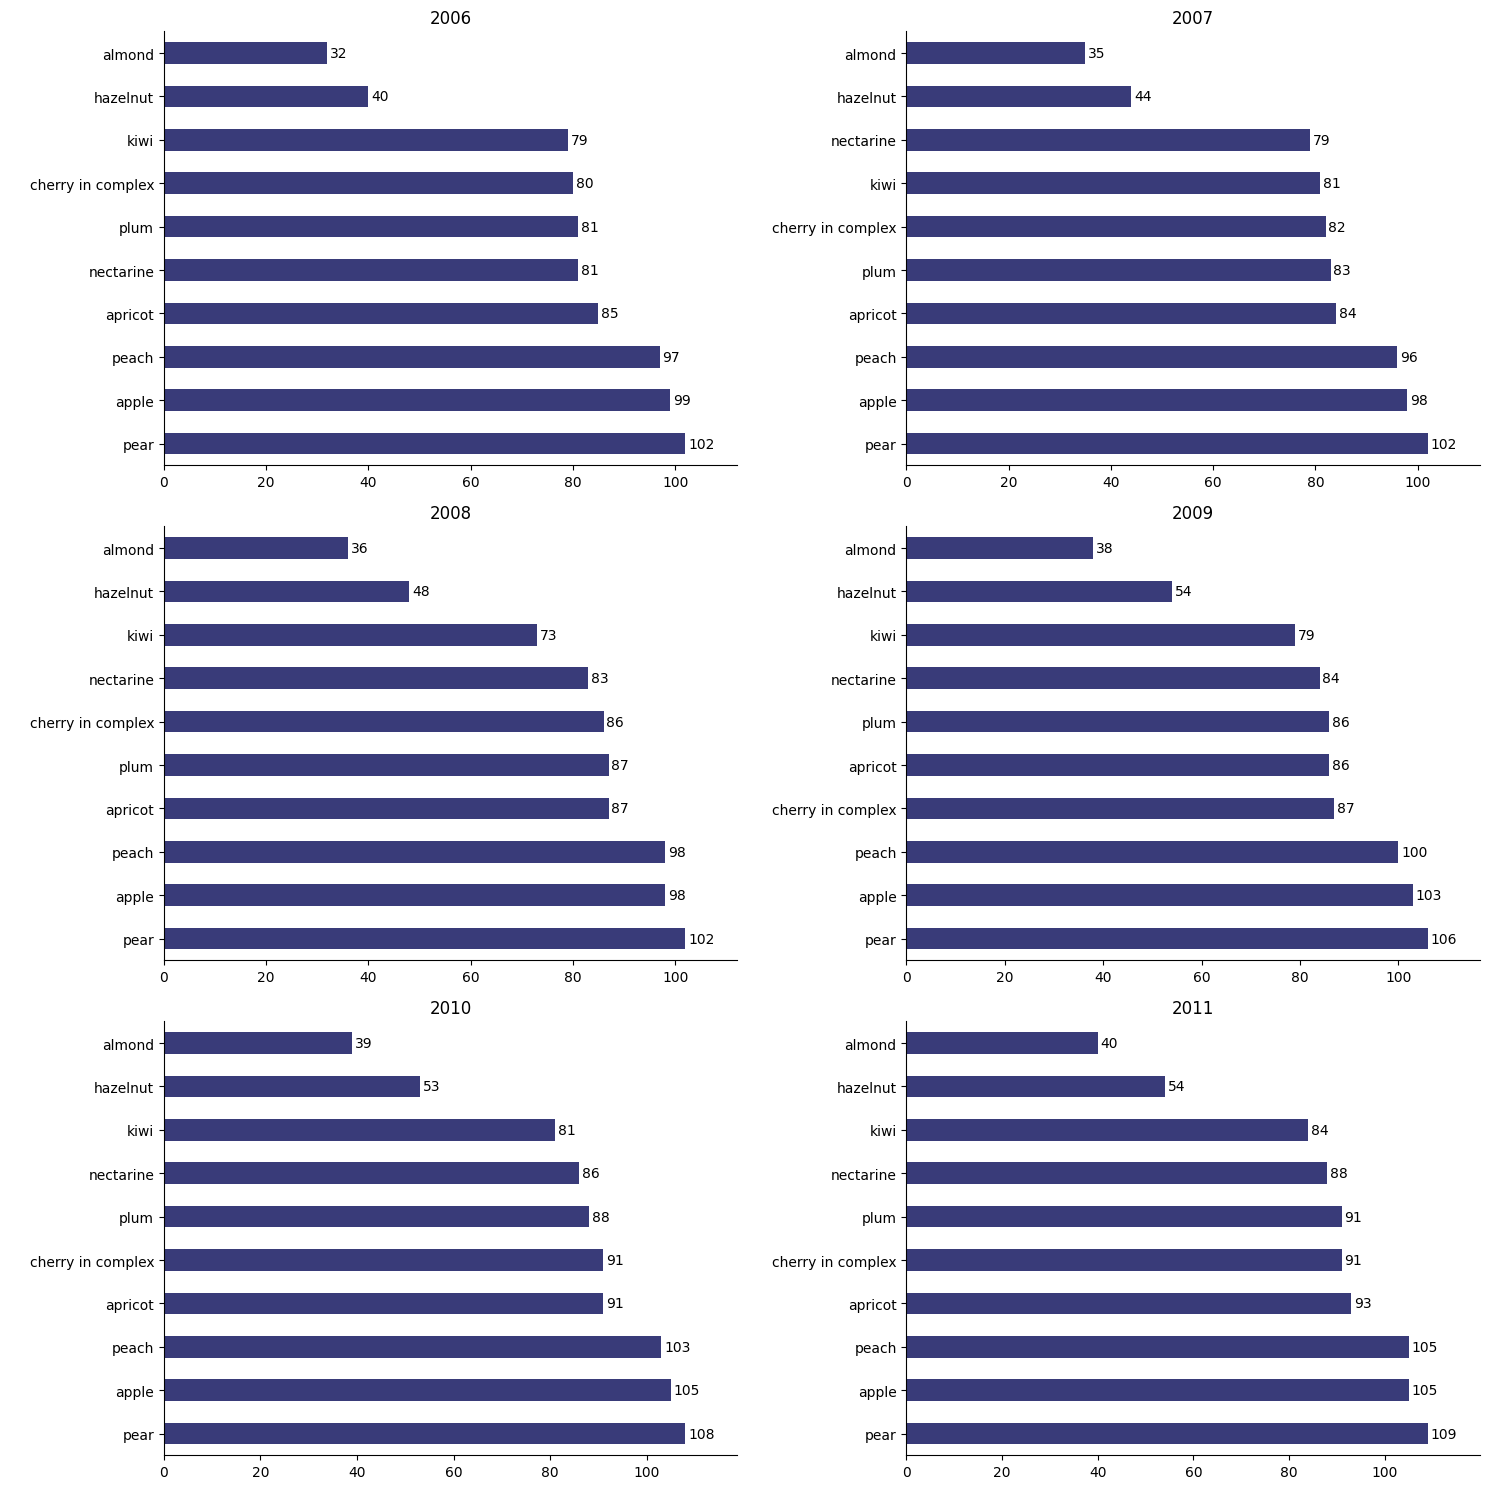 2006
almond 32
hazelnut 40
kiwi 79
cherry in complex 80
plum 81
nectarine 81
apricot 85
peach 97
apple 99
pear 102
0 20 40 60 80 100
2007
almond 35
hazelnut 44
nectarine 79
kiwi 81
cherry in complex 82
plum 83
apricot 84
peach 96
apple 98
pear 102
0 20 40 60 80 100
2008
almond 36
hazelnut 48
kiwi 73
nectarine 83
cherry in complex 86
plum 87
apricot 87
peach 98
apple 98
pear 102
0 20 40 60 80 100
2009
almond 38
hazelnut 54
kiwi 79
nectarine 84
plum 86
apricot 86
cherry in complex 87
peach 100
apple 103
pear 106
0 20 40 60 80 100
2010
almond 39
hazelnut 53
kiwi 81
nectarine 86
plum 88
cherry in complex 91
apricot 91
peach 103
apple 105
pear 108
0 20 40 60 80 100
2011
almond 40
hazelnut 54
kiwi 84
nectarine 88
plum 91
cherry in complex 91
apricot 93
peach 105
apple 105
pear 109
0 20 40 60 80 100